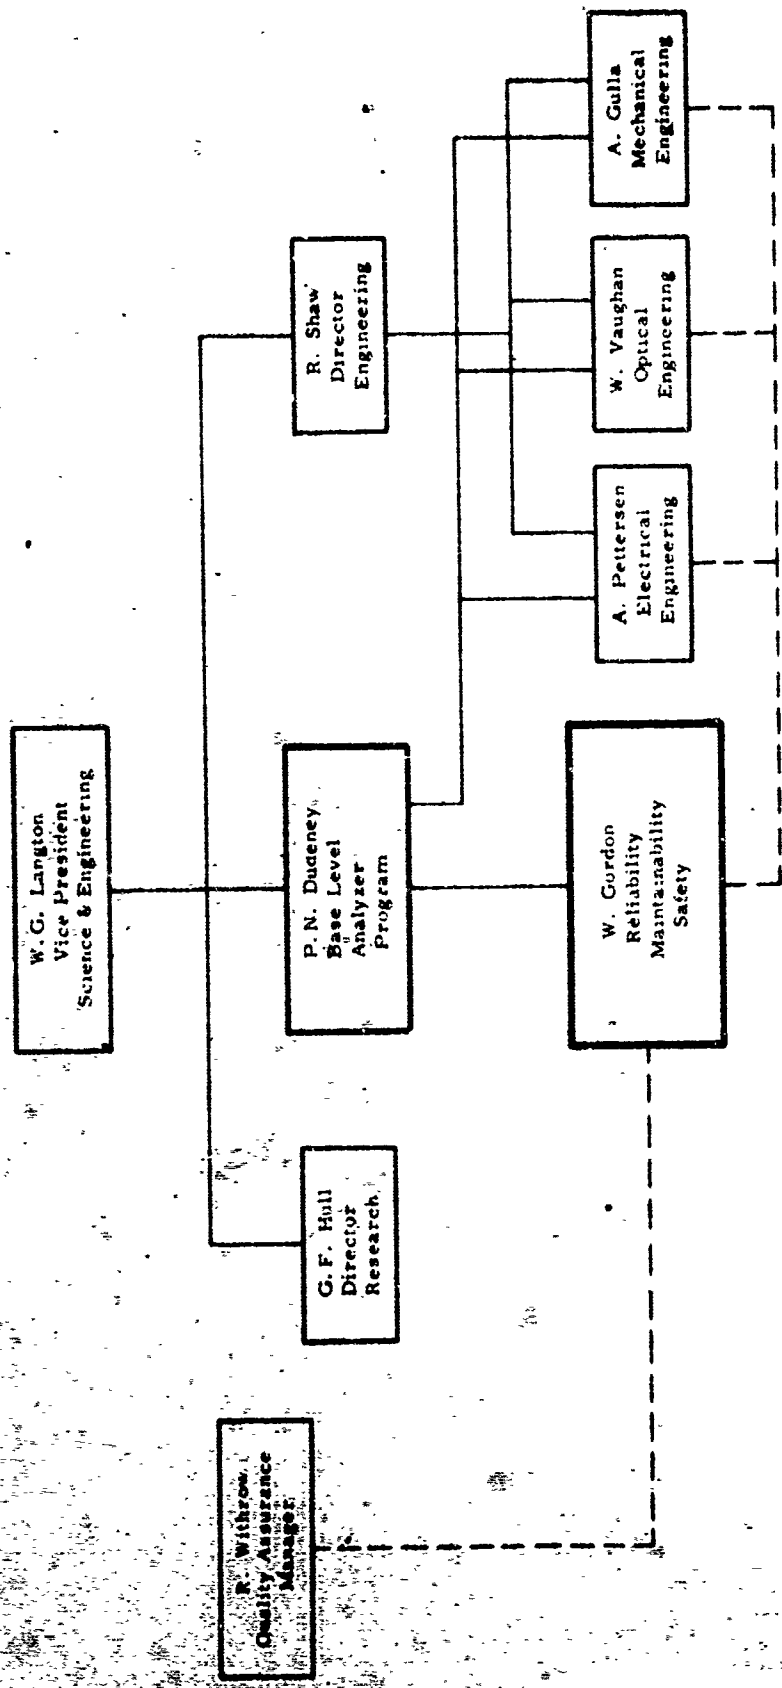 W.G. Langton
Vice President
Science & Engineering
R. Withrow
Quality Assurance
Manager
G.F. Hull
Director
Research
P.N. Dudeney
Base Level
Analyzer
Program
R. Shaw
Director
Engineering
W. Gordon
Reliability
Maintainability
Safety
A. Pettersen
Electrical
Engineering
W. Vaughan
Optical
Engineering
A. Gulla
Mechanical
Engineering